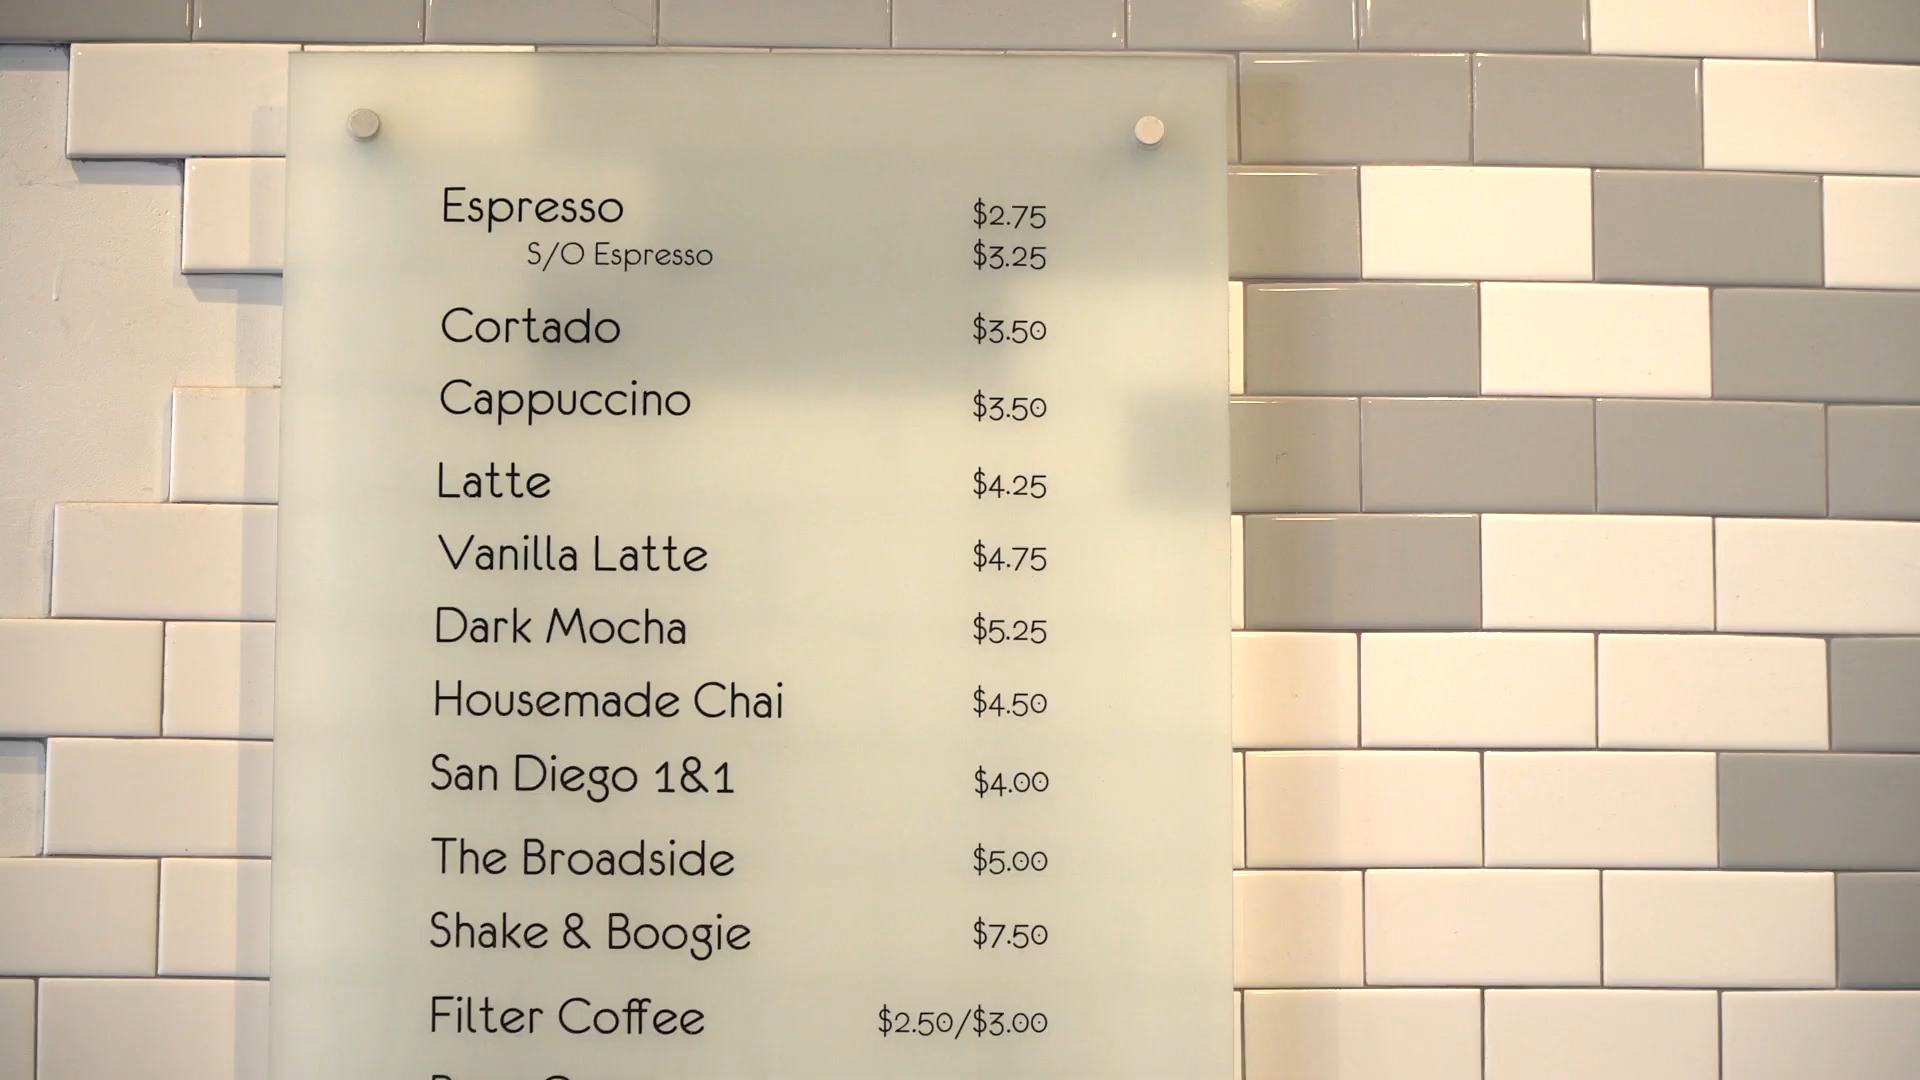 Espresso $2.75
S/O Espresso $3.25
Cortado $3.50
Cappuccino $3.50
Latte $4.25
Vanilla Latte $4.75
Dark Mocha $5.25
Housemade Chai $4.50
San Diego 1&1 $4.00
The Broadside $5.00
Shake & Boogie $7.50
Filter Coffee $2.50/$3.00